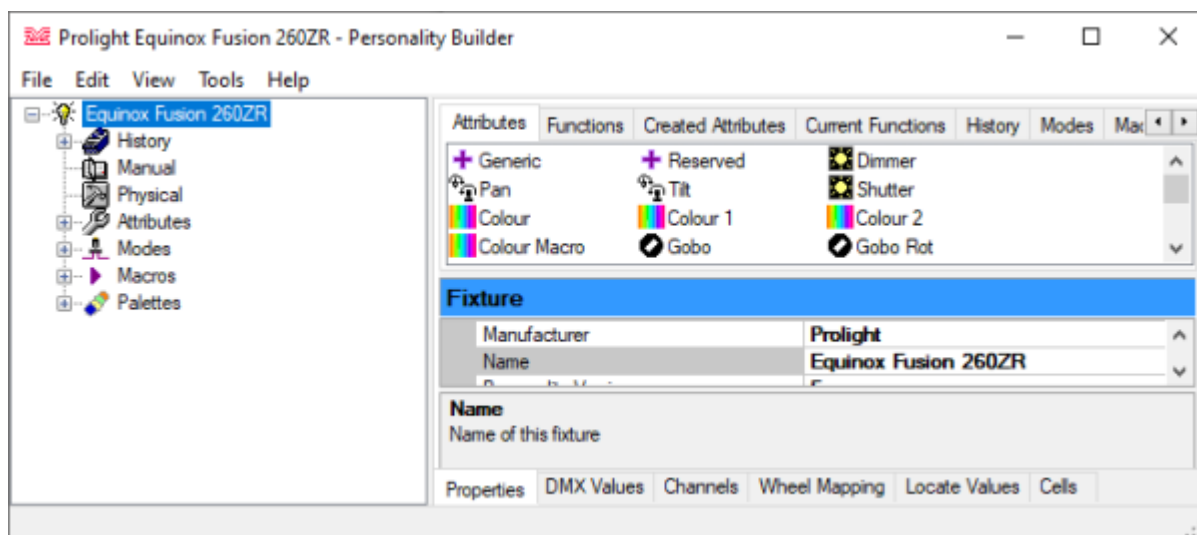 Prolight Equinox Fusion 260ZR - Personality Builder
File Edit View Tools Help
Equinox Fusion 260ZR
History
Manual
Physical
Attributes
Modes
Macros
Palettes
Attributes Functions Created Attributes Current Functions History Modes Mac
Generic Reserved Dimmer
Pan Tilt Shutter
Colour Colour 1 Colour 2
Colour Macro Gobo Gobo Rot
Fixture
Manufacturer Prolight
Name Equinox Fusion 260ZR
Name
Name of this fixture
Properties DMX Values Channels Wheel Mapping Locate Values Cells